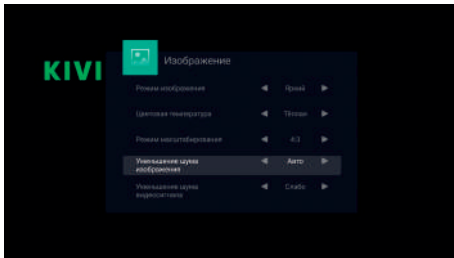 KIVI
Изображение
Режим изображения Яркий
Цветовая температура Тёплая
Режим масштабирования 4:3
Уменьшение шума Авто
изображения
Уменьшение шума Слабо
видеосигнала